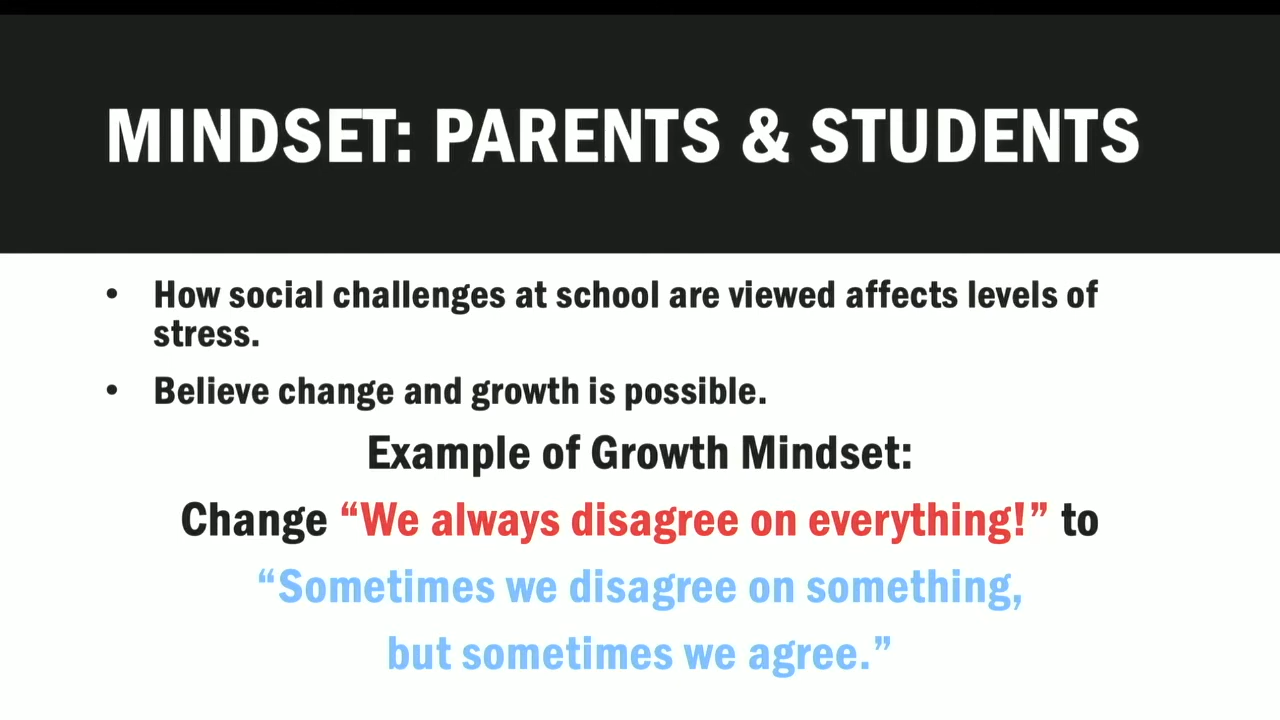 MINDSET: PARENTS & STUDENTS
• How social challenges at school are viewed affects levels of
stress.
• Believe change and growth is possible.
Example of Growth Mindset:
Change “We always disagree on everything!” to
“Sometimes we disagree on something,
but sometimes we agree.”